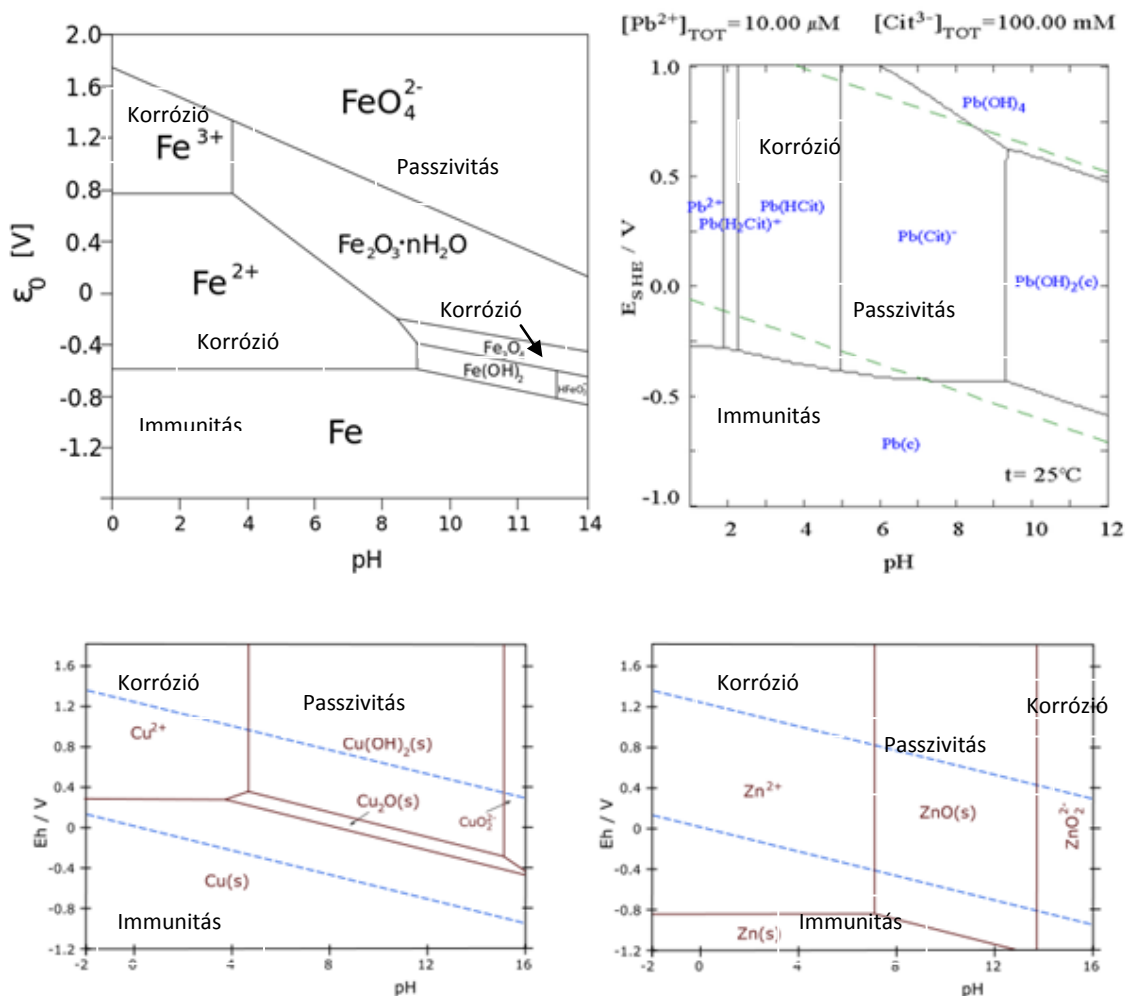 [Pb²⁺]TOT=10.00 µM [Cit³⁻]TOT=100.00 mM
2.0
1.6
1.2
0.8
0.4
0
-0.4
-0.8
-1.2
ε₀ [V]
FeO₄²⁻
Korrózió
Fe³⁺
Passzivitás
Fe₂O₃·nH₂O
Fe²⁺
Korrózió
Korrózió
Fe₃O₄
Fe(OH)₂
Immunitás
Fe
0 2 4 6 8 10 11 13 14
pH
1.0
0.5
0.0
-0.5
-1.0
E SHE / V
Pb(OH)₄
Korrózió
Pb²⁺
Pb(H₂Cit)⁺
Pb(HCit)
Pb(Cit)⁻
Pb(OH)₂(c)
Passzivitás
Immunitás
Pb(c)
t= 25°C
2 4 6 8 10 12
pH
1.6
1.2
0.8
0.4
0
-0.4
-0.8
-1.2
Eh / V
Korrózió
Passzivitás
Cu²⁺
Cu(OH)₂(s)
Cu₂O(s)
CuO₂²⁻
Cu(s)
Immunitás
-2 0 4 8 12 16
pH
1.6
1.2
0.8
0.4
0
-0.4
-0.8
-1.2
Eh / V
Korrózió
Korrózió
Passzivitás
Zn²⁺
ZnO(s)
ZnO₂²⁻
Immunitás
Zn(s)
-2 0 4 8 12 16
pH